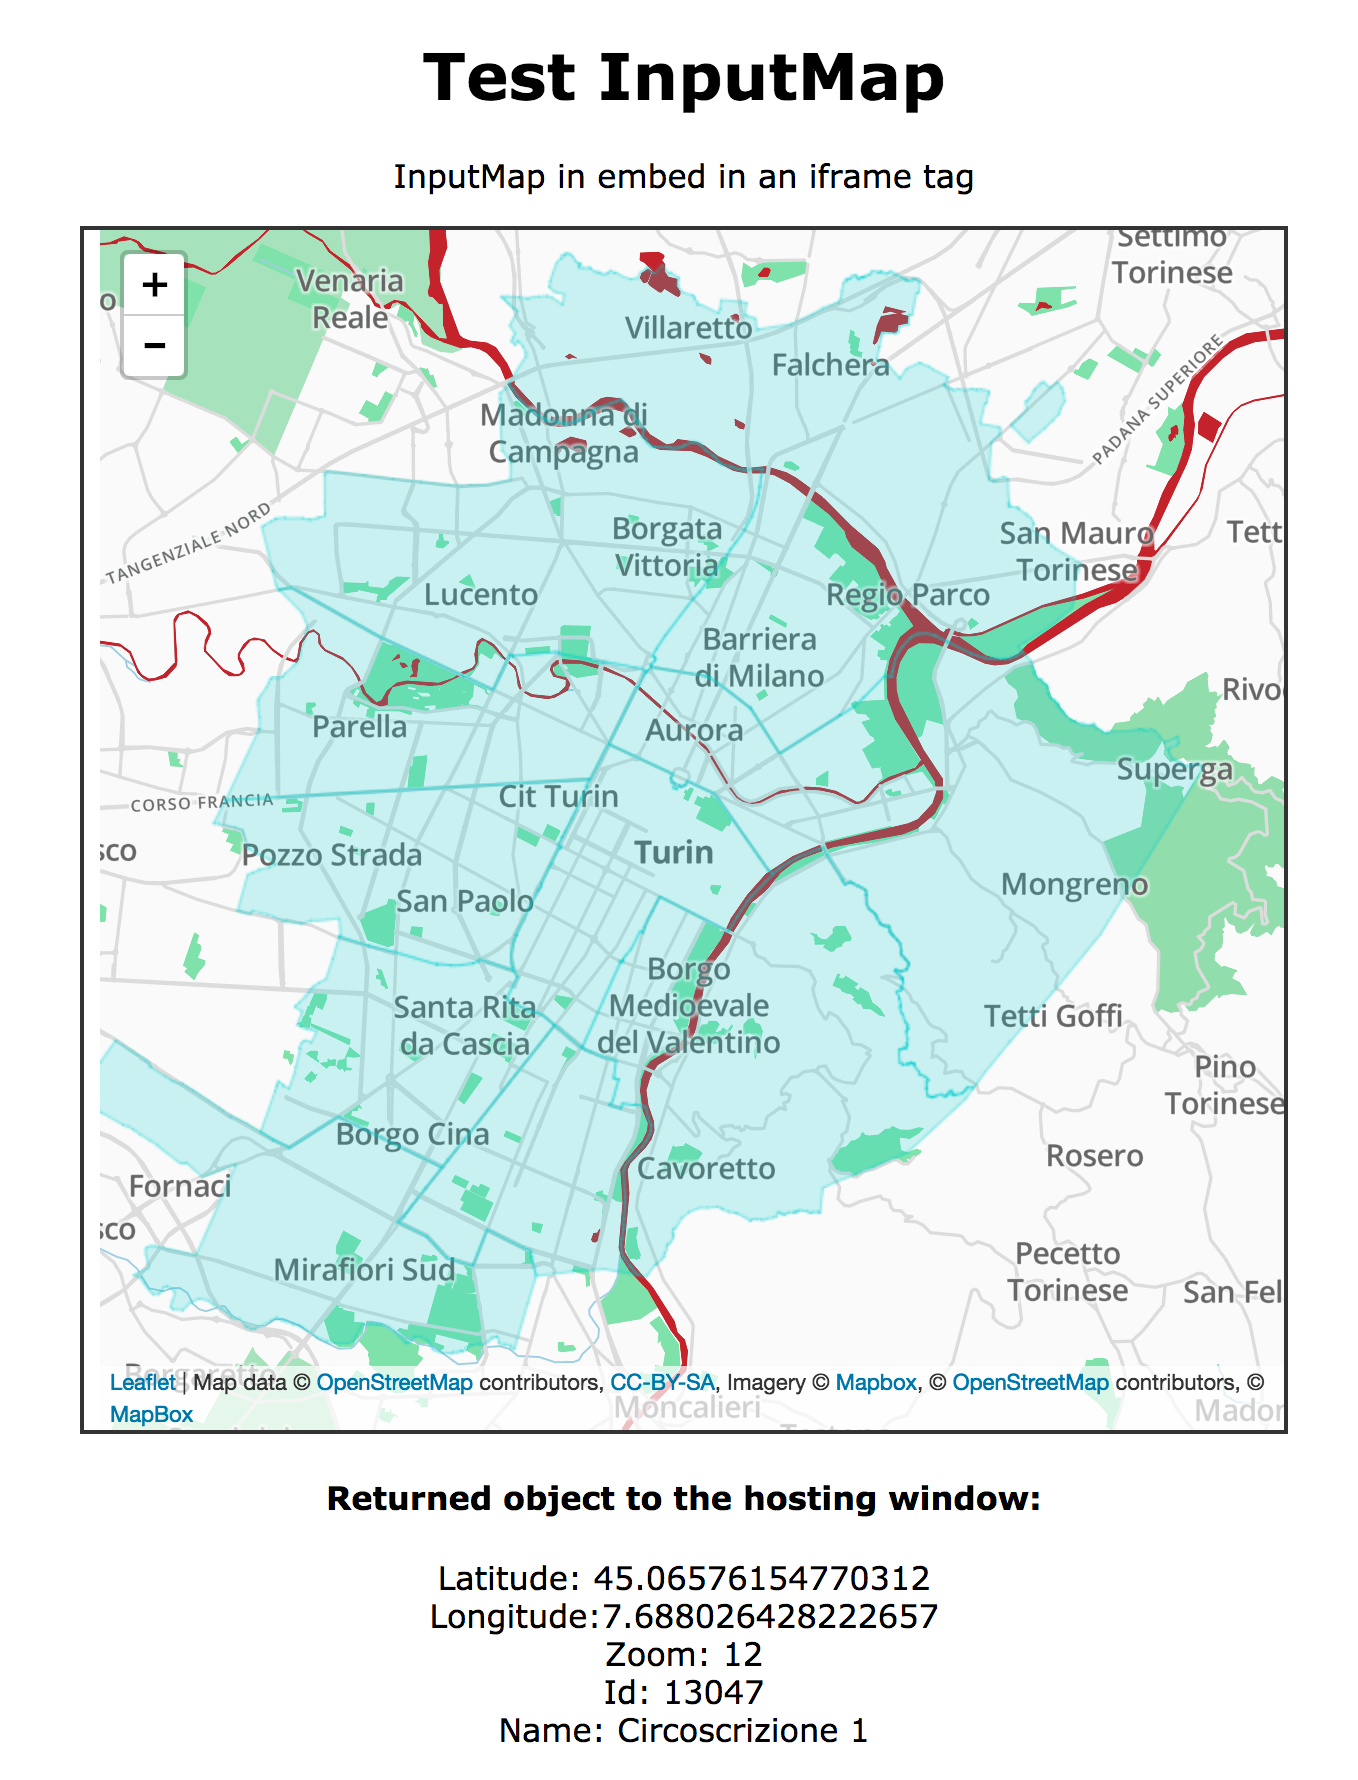 Test InputMap
InputMap in embed in an iframe tag
Settimo
Torinese
+
−
Venaria
Reale
o
Villaretto
Falchera
PADANA SUPERIORE
Madonna di
Campagna
TANGENZIALE NORD
Borgata
Vittoria
San Mauro
Torinese
Tett
Lucento
Regio Parco
Barriera
di Milano
Rivo
Parella
Aurora
Superga
CORSO FRANCIA
Cit Turin
sco
Pozzo Strada
Turin
Mongreno
San Paolo
Borgo
Medioevale
del Valentino
Santa Rita
da Cascia
Tetti Goffi
Pino
Torinese
Borgo Cina
Cavoretto
Rosero
Fornaci
sco
Pecetto
Torinese
San Fel
Mirafiori Sud
Borgaretto
Leaflet | Map data © OpenStreetMap contributors, CC-BY-SA, Imagery © Mapbox, © OpenStreetMap contributors, ©
MapBox
Moncalieri
Mador
Returned object to the hosting window:
Latitude: 45.06576154770312
Longitude:7.688026428222657
Zoom: 12
Id: 13047
Name: Circoscrizione 1